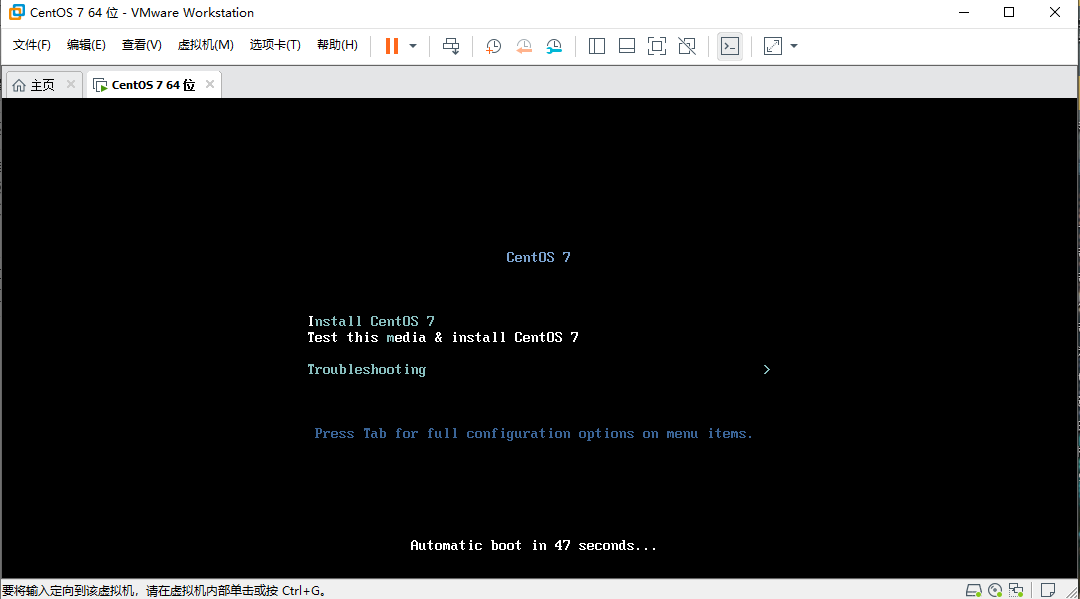 CentOS 7 64 位 - VMware Workstation
文件(F) 编辑(E) 查看(V) 虚拟机(M) 选项卡(T) 帮助(H)
主页 CentOS 7 64 位
CentOS 7
Install CentOS 7
Test this media & install CentOS 7
Troubleshooting >
Press Tab for full configuration options on menu items.
Automatic boot in 47 seconds...
要将输入定向到该虚拟机，请在虚拟机内部单击或按 Ctrl+G。